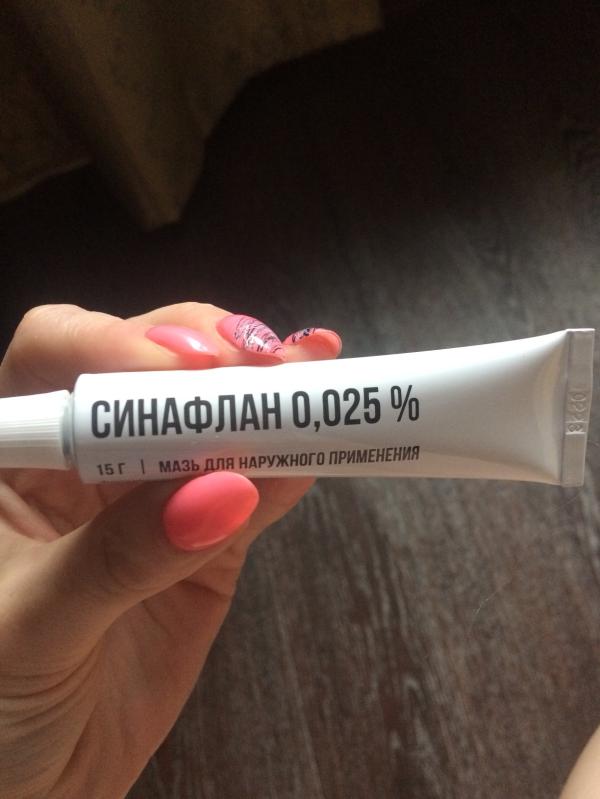 СИНАФЛАН 0,025 %
15 Г | МАЗЬ ДЛЯ НАРУЖНОГО ПРИМЕНЕНИЯ